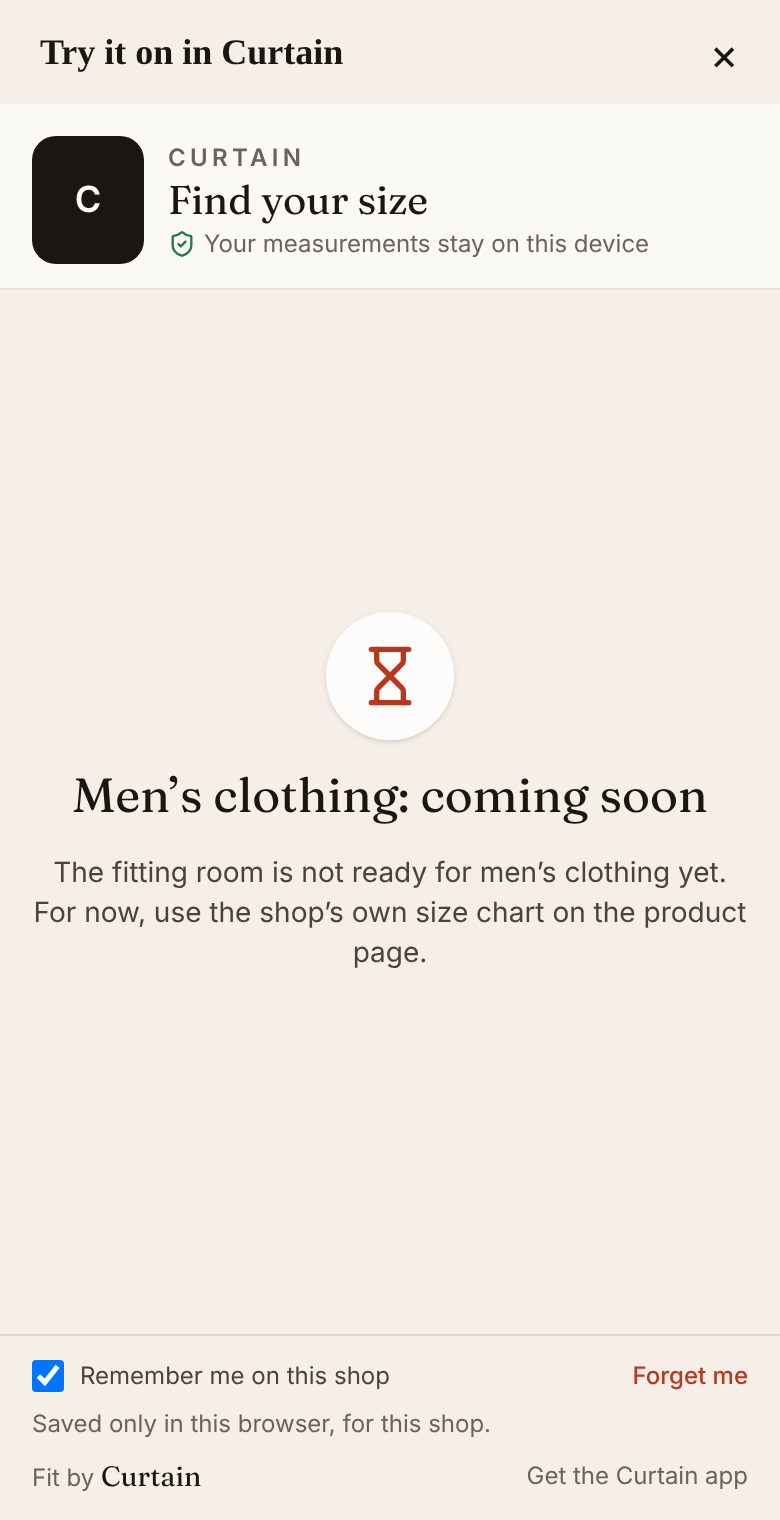 Try it on in Curtain
C
CURTAIN
Find your size
Your measurements stay on this device
Men’s clothing: coming soon
The fitting room is not ready for men’s clothing yet.
For now, use the shop’s own size chart on the product
page.
Remember me on this shop
Forget me
Saved only in this browser, for this shop.
Fit by Curtain
Get the Curtain app